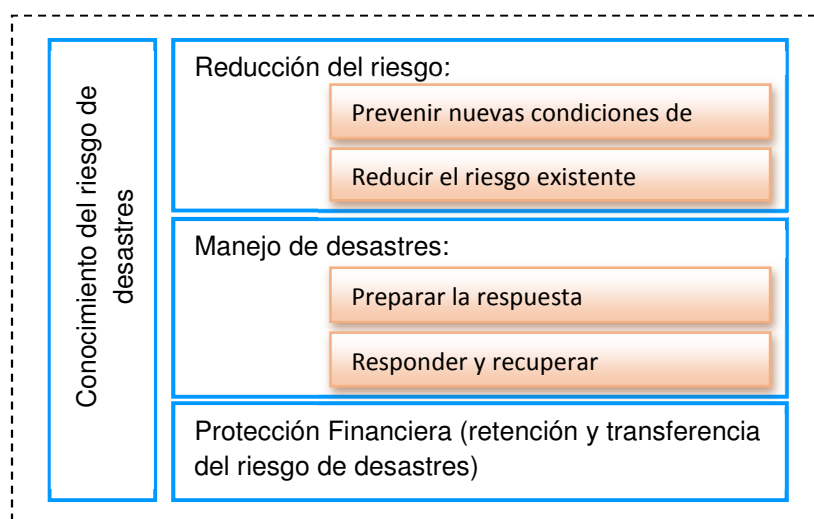 Conocimiento del riesgo de
desastres
Reducción del riesgo:
Prevenir nuevas condiciones de
Reducir el riesgo existente
Manejo de desastres:
Preparar la respuesta
Responder y recuperar
Protección Financiera (retención y transferencia
del riesgo de desastres)